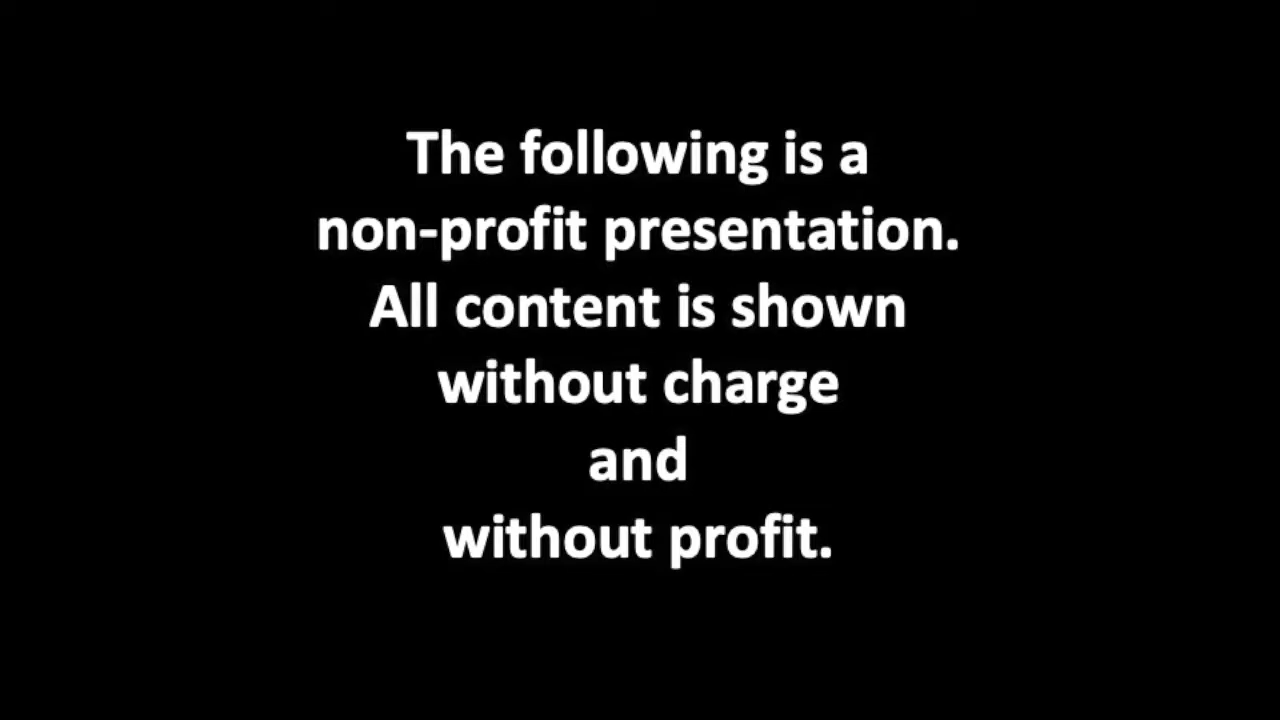 The following is a
non-profit presentation.
All content is shown
without charge
and
without profit.